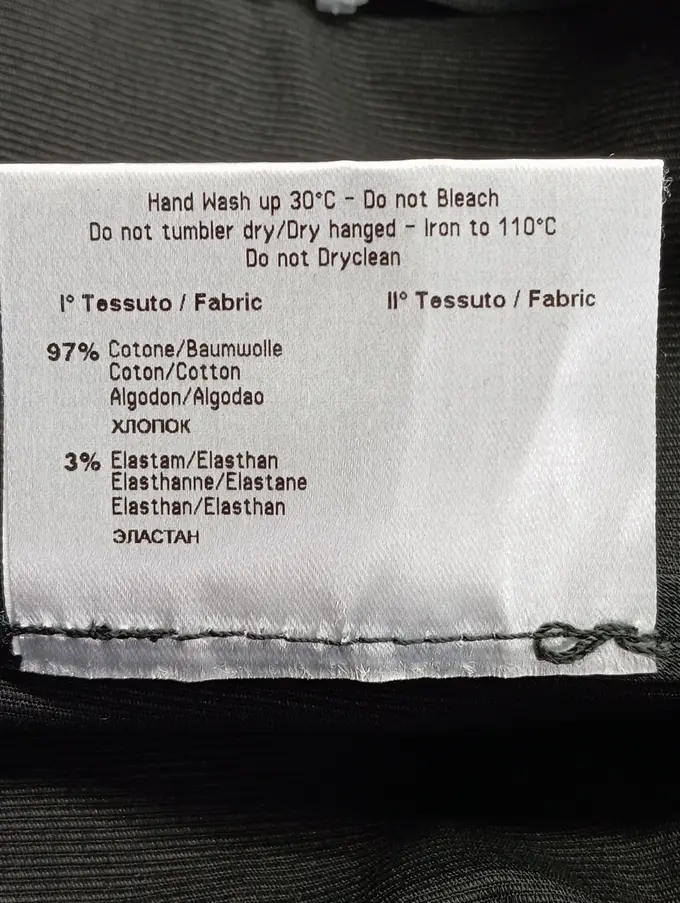 Hand Wash up 30°C - Do not Bleach
Do not tumbler dry/Dry hanged - Iron to 110°C
Do not Dryclean
I° Tessuto / Fabric
II° Tessuto / Fabric
97% Cotone/Baumwolle
Coton/Cotton
Algodon/Algodao
ХЛОПОК
3% Elastam/Elasthan
Elasthanne/Elastane
Elasthan/Elasthan
ЭЛАСТАН